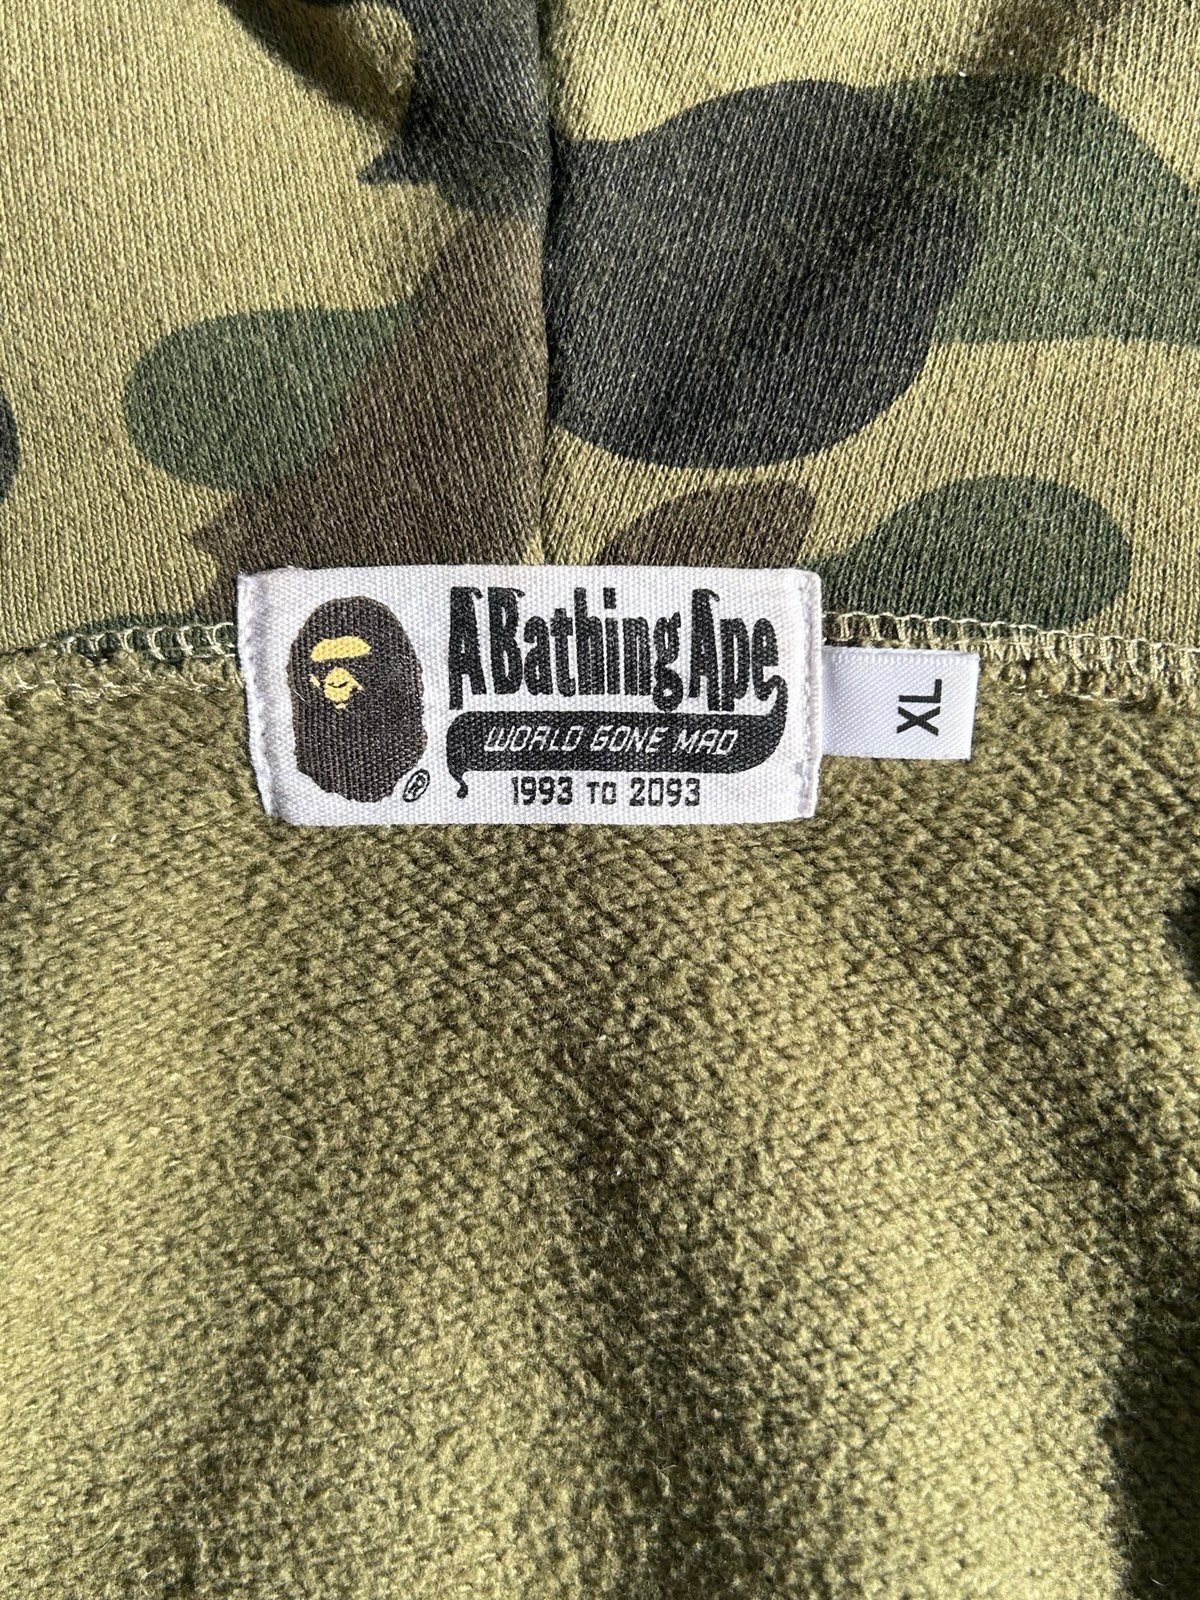 A Bathing Ape
WORLD GONE MAD
1993 TO 2093
®
XL